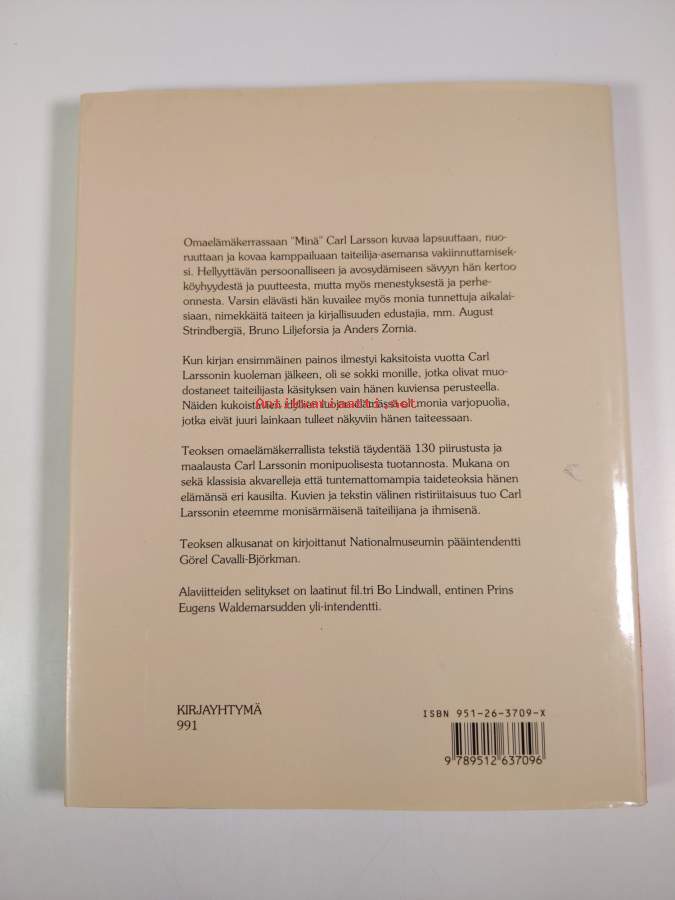 Omaelämäkerrassaan "Minä" Carl Larsson kuvaa lapsuuttaan, nuo-
ruuttaan ja kovaa kamppailuaan taiteilija-asemansa vakiinnuttamisek-
si. Hellyyttävän persoonalliseen ja avosydämiseen sävyyn hän kertoo
köyhyydestä ja puutteesta, mutta myös menestyksestä ja perhe-
onnesta. Varsin elävästi hän kuvailee myös monia tunnettuja aikalai-
siaan, nimekkäitä taiteen ja kirjallisuuden edustajia, mm. August
Strindbergiä, Bruno Liljeforsia ja Anders Zornia.
Kun kirjan ensimmäinen painos ilmestyi kaksitoista vuotta Carl
Larssonin kuoleman jälkeen, oli se sokki monille, jotka olivat muo-
dostaneet taiteilijasta käsityksen vain hänen kuviensa perusteella.
Näiden kukoistavien idyllien monia varjopuolia,
Antikvariaatti.net
jotka eivät juuri lainkaan tulleet näkyviin hänen taiteessaan.
Teoksen omaelämäkerrallista tekstiä täydentää 130 piirustusta ja
maalausta Carl Larssonin monipuolisesta tuotannosta. Mukana on
sekä klassisia akvarelleja että tuntemattomampia taideteoksia hänen
elämänsä eri kausilta. Kuvien ja tekstin välinen ristiriitaisuus tuo Carl
Larssonin eteemme monisärmäisenä taiteilijana ja ihmisenä.
Teoksen alkusanat on kirjoittanut Nationalmuseumin pääintendentti
Görel Cavalli-Björkman.
Alaviitteiden selitykset on laatinut fil.tri Bo Lindwall, entinen Prins
Eugens Waldemarsudden yli-intendentti.
KIRJAYHTYMÄ
991
ISBN 951-26-3709-X
9 789512 637096